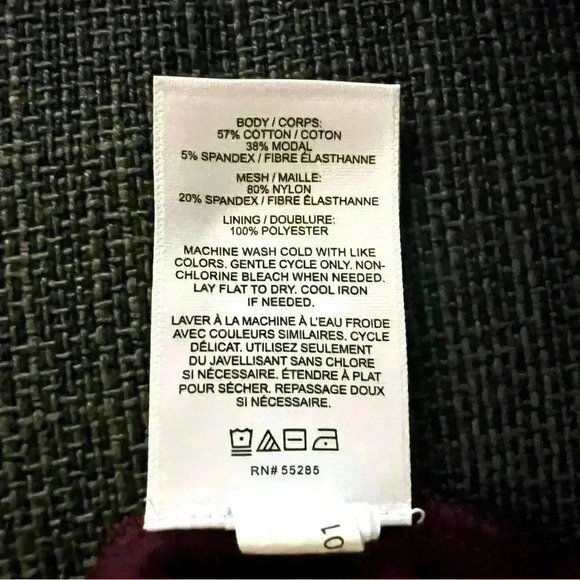 BODY / CORPS:
57% COTTON / COTON
38% MODAL
5% SPANDEX / FIBRE ÉLASTHANNE
MESH / MAILLE:
80% NYLON
20% SPANDEX / FIBRE ÉLASTHANNE
LINING / DOUBLURE:
100% POLYESTER
MACHINE WASH COLD WITH LIKE
COLORS. GENTLE CYCLE ONLY. NON-
CHLORINE BLEACH WHEN NEEDED.
LAY FLAT TO DRY. COOL IRON
IF NEEDED.
LAVER À LA MACHINE À L'EAU FROIDE
AVEC COULEURS SIMILAIRES. CYCLE
DÉLICAT. UTILISEZ SEULEMENT
DU JAVELLISANT SANS CHLORE
SI NÉCESSAIRE. ÉTENDRE À PLAT
POUR SÉCHER. REPASSAGE DOUX
SI NÉCESSAIRE.
RN# 55285
01